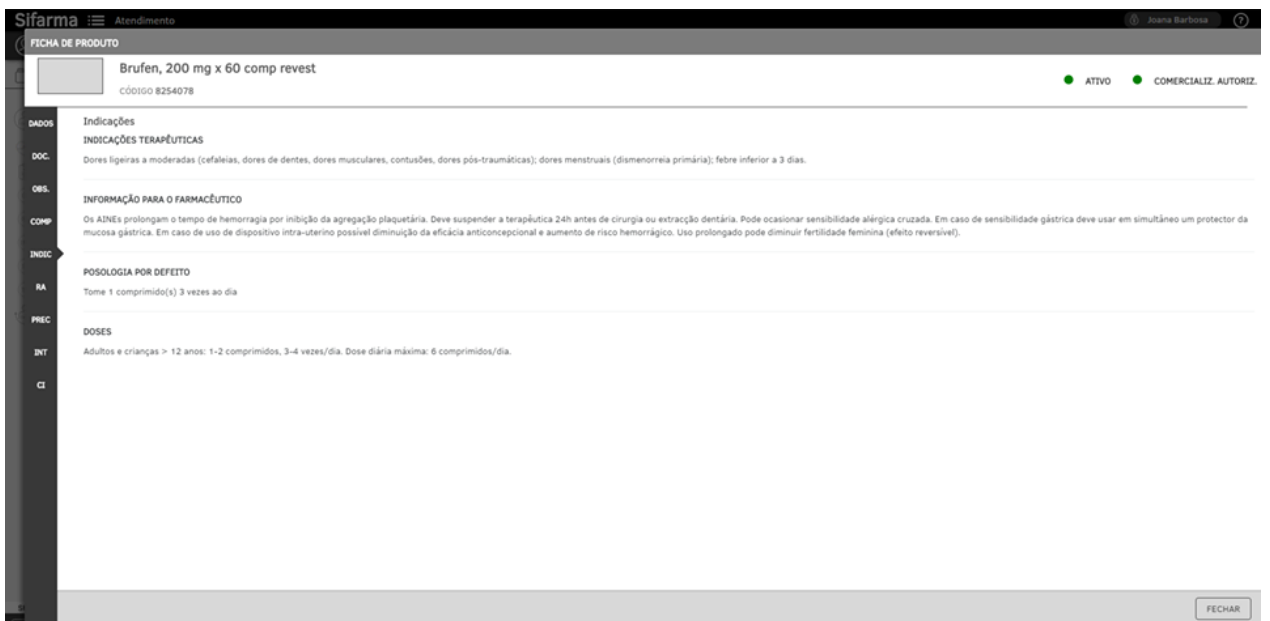 Sifarma Atendimento Joana Barbosa ?
FICHA DE PRODUTO
Brufen, 200 mg x 60 comp revest
CÓDIGO 8254078
ATIVO COMERCIALIZ. AUTORIZ.
DADOS
DOC.
OBS.
COMP
INDIC
RA
PREC
INT
CI
Indicações
INDICAÇÕES TERAPÊUTICAS
Dores ligeiras a moderadas (cefaleias, dores de dentes, dores musculares, contusões, dores pós-traumáticas); dores menstruais (dismenorreia primária); febre inferior a 3 dias.
INFORMAÇÃO PARA O FARMACÊUTICO
Os AINEs prolongam o tempo de hemorragia por inibição da agregação plaquetária. Deve suspender a terapêutica 24h antes de cirurgia ou extracção dentária. Pode ocasionar sensibilidade alérgica cruzada. Em caso de sensibilidade gástrica deve usar em simultâneo um protector da
mucosa gástrica. Em caso de uso de dispositivo intra-uterino possível diminuição da eficácia anticoncepcional e aumento de risco hemorrágico. Uso prolongado pode diminuir fertilidade feminina (efeito reversível).
POSOLOGIA POR DEFEITO
Tome 1 comprimido(s) 3 vezes ao dia
DOSES
Adultos e crianças > 12 anos: 1-2 comprimidos, 3-4 vezes/dia. Dose diária máxima: 6 comprimidos/dia.
FECHAR